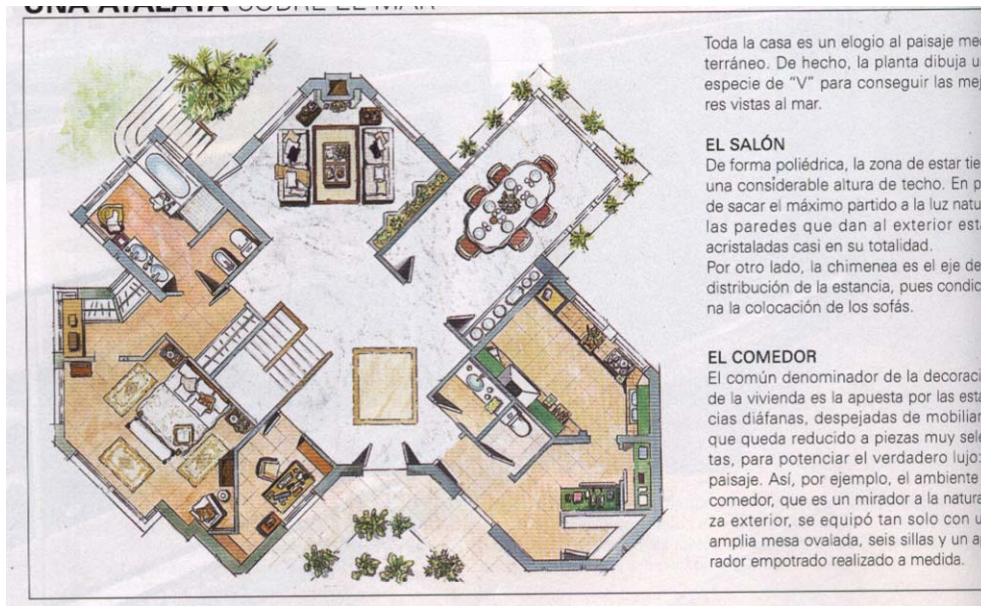 UNA ATALAYA SOBRE EL MAR
Toda la casa es un elogio al paisaje me
terráneo. De hecho, la planta dibuja u
especie de “V” para conseguir las mej
res vistas al mar.
EL SALÓN
De forma poliédrica, la zona de estar tie
una considerable altura de techo. En p
de sacar el máximo partido a la luz natu
las paredes que dan al exterior est
acristaladas casi en su totalidad.
Por otro lado, la chimenea es el eje de
distribución de la estancia, pues condic
na la colocación de los sofás.
EL COMEDOR
El común denominador de la decoraci
de la vivienda es la apuesta por las esta
cias diáfanas, despejadas de mobiliar
que queda reducido a piezas muy sele
tas, para potenciar el verdadero lujo:
paisaje. Así, por ejemplo, el ambiente
comedor, que es un mirador a la natura
za exterior, se equipó tan solo con u
amplia mesa ovalada, seis sillas y un a
rador empotrado realizado a medida.